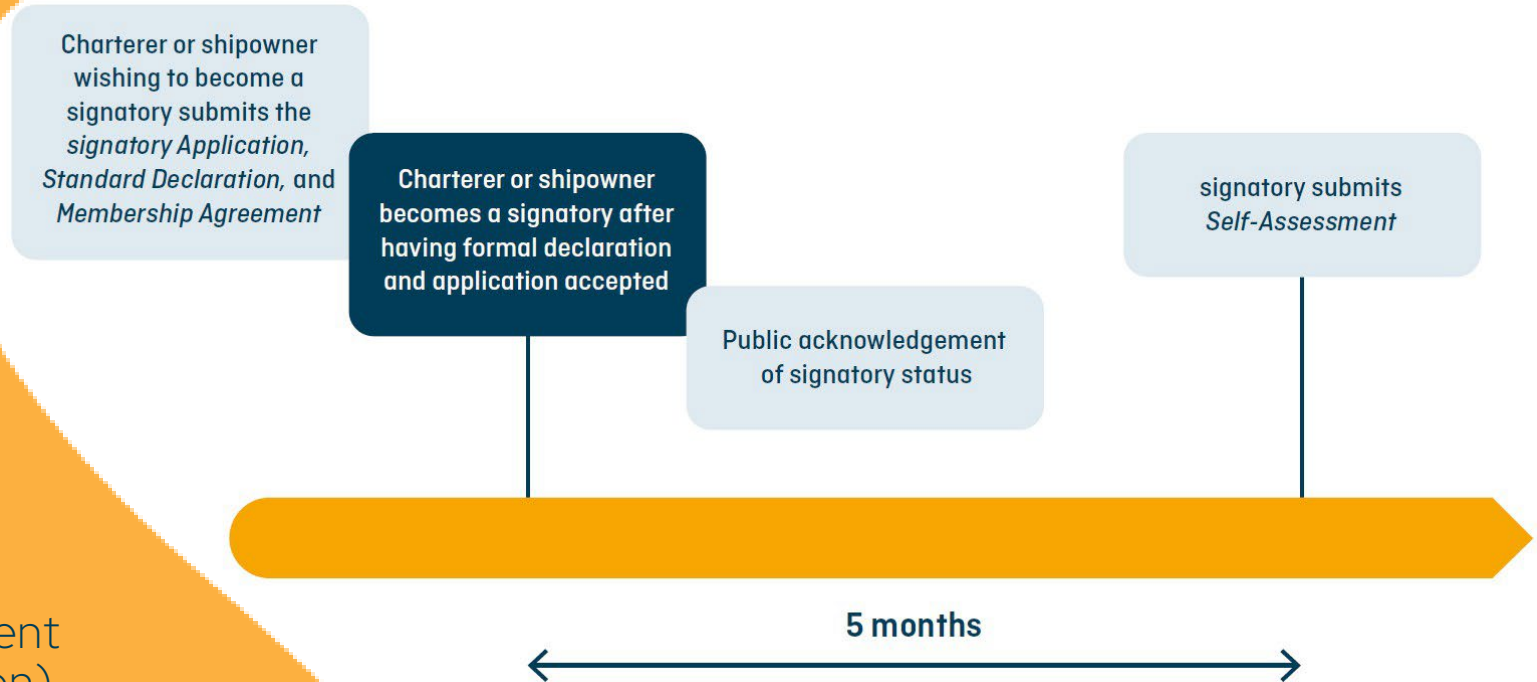 Charterer or shipowner
wishing to become a
signatory submits the
signatory Application,
Standard Declaration, and
Membership Agreement
Charterer or shipowner
becomes a signatory after
having formal declaration
and application accepted
Public acknowledgement
of signatory status
signatory submits
Self-Assessment
5 months